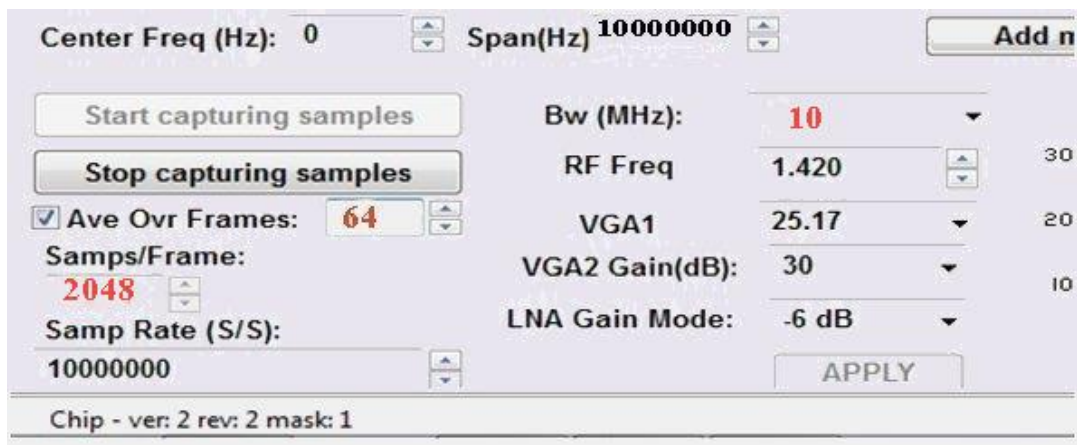 Center Freq (Hz): 0 Span(Hz) 10000000 Add
Start capturing samples Bw (MHz): 10
Stop capturing samples RF Freq 1.420 30
Ave Ovr Frames: 64 VGA1 25.17 20
Samps/Frame: VGA2 Gain(dB): 30
2048 10
Samp Rate (S/S): LNA Gain Mode: -6 dB
10000000 APPLY
Chip - ver: 2 rev: 2 mask: 1